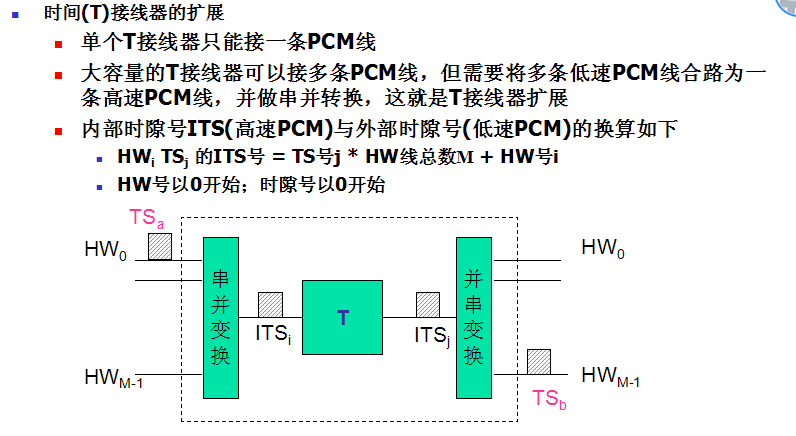 时间(T)接线器的扩展
单个T接线器只能接一条PCM线
大容量的T接线器可以接多条PCM线，但需要将多条低速PCM线合路为一
条高速PCM线，并做串并转换，这就是T接线器扩展
内部时隙号ITS(高速PCM)与外部时隙号(低速PCM)的换算如下
HWi TSj 的ITS号 = TS号j * HW线总数M + HW号i
HW号以0开始；时隙号以0开始
TSa
HW0
HW0
串并变换
并串变换
T
ITSi
ITSj
HWM-1
HWM-1
TSb